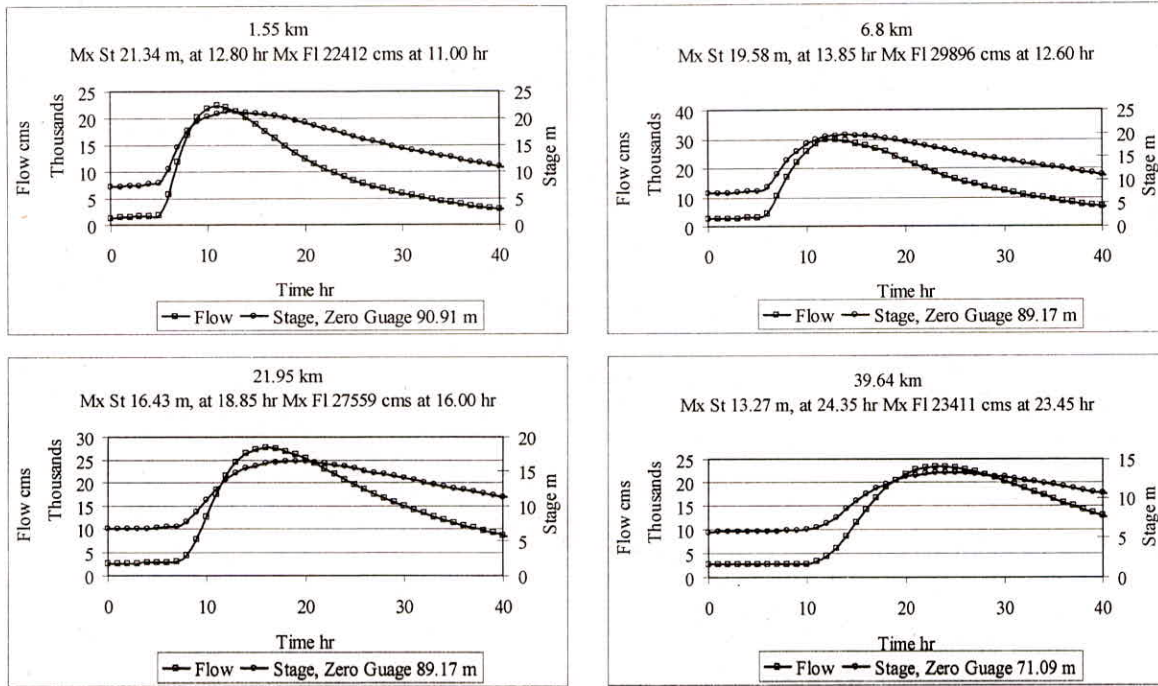 1.55 km
Mx St 21.34 m, at 12.80 hr Mx Fl 22412 cms at 11.00 hr
Flow cms
Thousands
25
20
15
10
5
0
25
20
15
10
5
0
Stage m
0 10 20 30 40
Time hr
Flow Stage, Zero Guage 90.91 m
6.8 km
Mx St 19.58 m, at 13.85 hr Mx Fl 29896 cms at 12.60 hr
Flow cms
Thousands
40
30
20
10
0
25
20
15
10
5
0
Stage m
0 10 20 30 40
Time hr
Flow Stage, Zero Guage 89.17 m
21.95 km
Mx St 16.43 m, at 18.85 hr Mx Fl 27559 cms at 16.00 hr
Flow cms
Thousands
30
25
20
15
10
5
0
20
15
10
5
0
Stage m
0 10 20 30 40
Time hr
Flow Stage, Zero Guage 89.17 m
39.64 km
Mx St 13.27 m, at 24.35 hr Mx Fl 23411 cms at 23.45 hr
Flow cms
Thousands
25
20
15
10
5
0
15
10
5
0
Stage m
0 10 20 30 40
Time hr
Flow Stage, Zero Guage 71.09 m